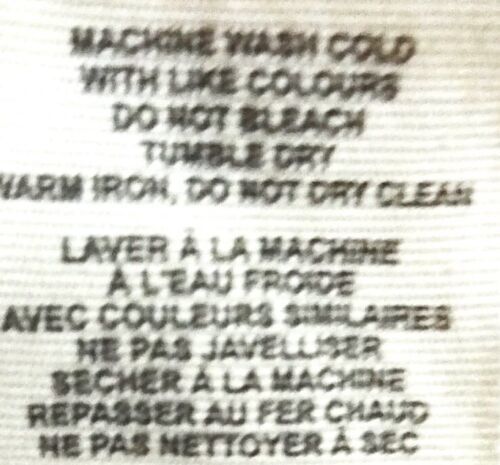 MACHINE WASH COLD
WITH LIKE COLOURS
DO NOT BLEACH
TUMBLE DRY
WARM IRON, DO NOT DRY CLEAN
LAVER À LA MACHINE
À L'EAU FROIDE
AVEC COULEURS SIMILAIRES
NE PAS JAVELLISER
SECHER A LA MACHINE
REPASSER AU FER CHAUD
NE PAS NETTOYER À SEC